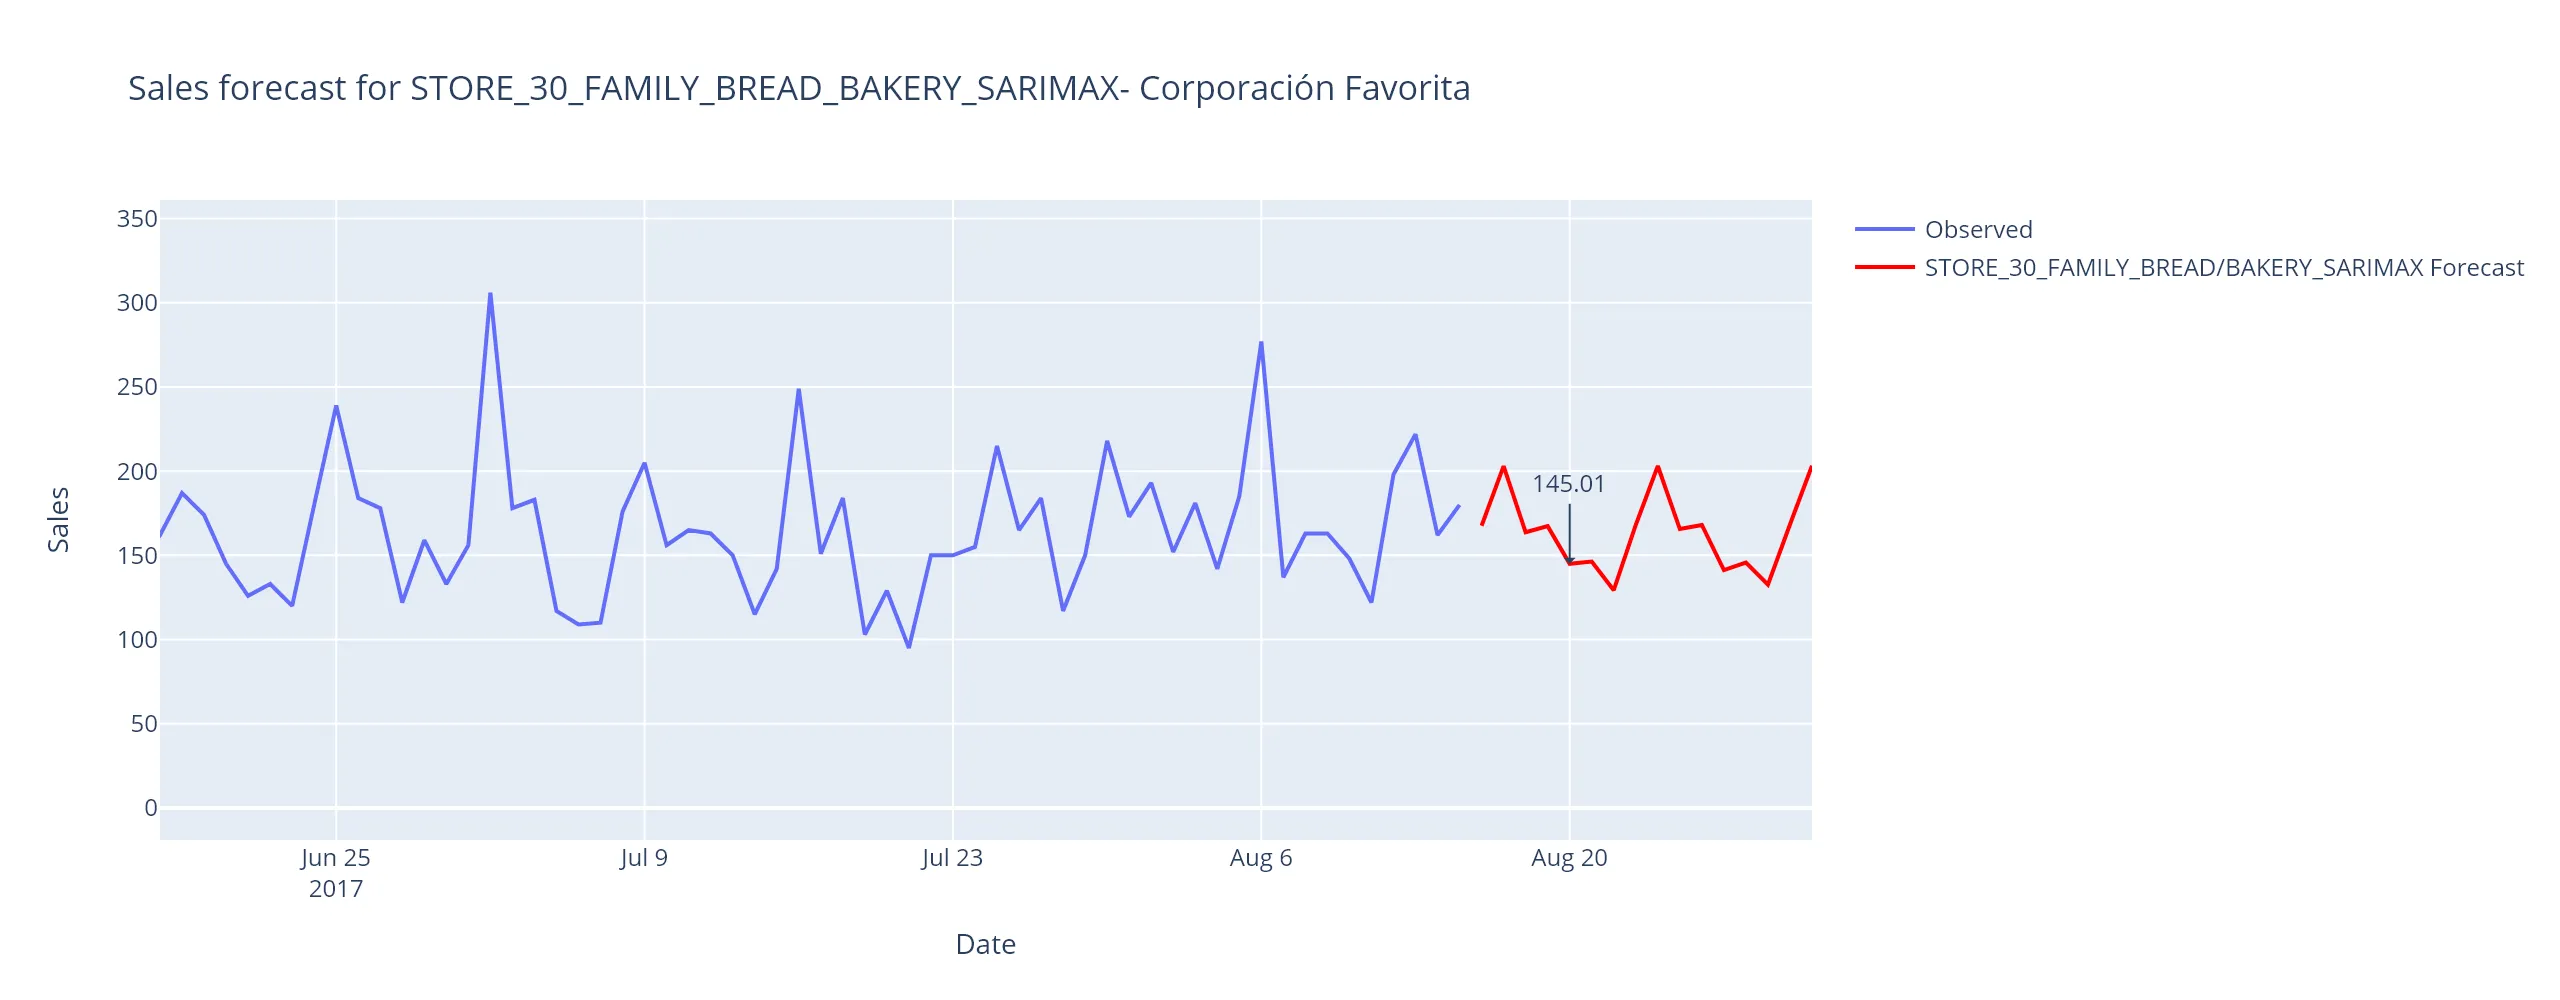 Sales forecast for STORE_30_FAMILY_BREAD_BAKERY_SARIMAX- Corporación Favorita
Observed
STORE_30_FAMILY_BREAD/BAKERY_SARIMAX Forecast
350
300
250
200
150
100
50
0
Sales
145.01
Jun 25
2017
Jul 9
Jul 23
Aug 6
Aug 20
Date